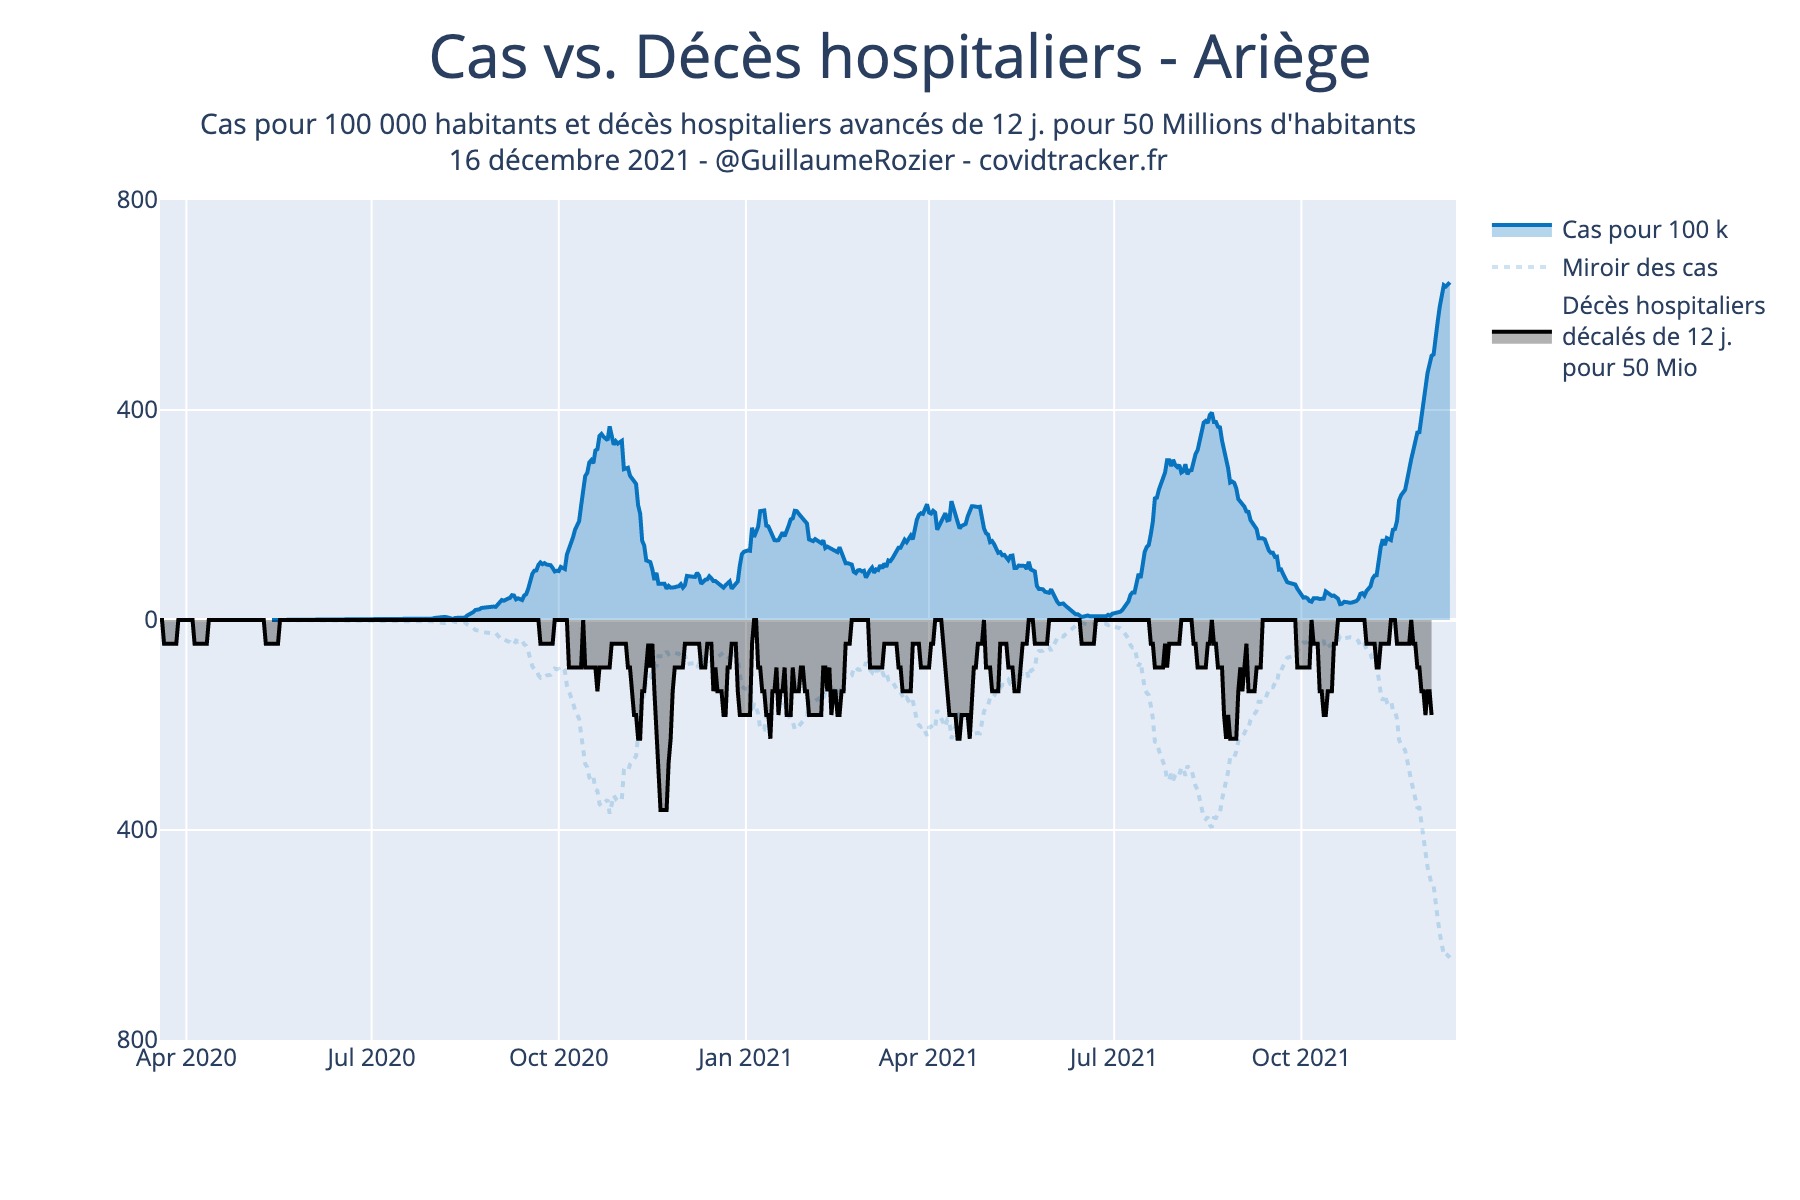 Cas vs. Décès hospitaliers - Ariège
Cas pour 100 000 habitants et décès hospitaliers avancés de 12 j. pour 50 Millions d'habitants
16 décembre 2021 - @GuillaumeRozier - covidtracker.fr
800
400
0
400
800
Apr 2020
Jul 2020
Oct 2020
Jan 2021
Apr 2021
Jul 2021
Oct 2021
Cas pour 100 k
Miroir des cas
Décès hospitaliers
décalés de 12 j.
pour 50 Mio